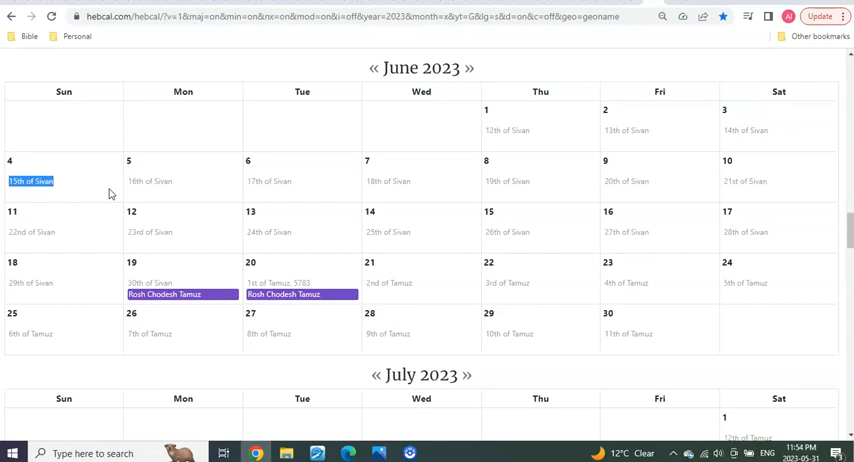 hebcal.com/hebcal/?v=1&maj=on&min=on&nx=on&mod=on&i=off&year=2023&month=x&yt=G&lg=s&d=on&c=off&geo=geoname
AI
Update
Bible
Personal
Other bookmarks
« June 2023 »
Sun Mon Tue Wed Thu Fri Sat
1 2 3
12th of Sivan 13th of Sivan 14th of Sivan
4 5 6 7 8 9 10
15th of Sivan 16th of Sivan 17th of Sivan 18th of Sivan 19th of Sivan 20th of Sivan 21st of Sivan
11 12 13 14 15 16 17
22nd of Sivan 23rd of Sivan 24th of Sivan 25th of Sivan 26th of Sivan 27th of Sivan 28th of Sivan
18 19 20 21 22 23 24
29th of Sivan 30th of Sivan 1st of Tamuz, 5783 2nd of Tamuz 3rd of Tamuz 4th of Tamuz 5th of Tamuz
Rosh Chodesh Tamuz Rosh Chodesh Tamuz
25 26 27 28 29 30
6th of Tamuz 7th of Tamuz 8th of Tamuz 9th of Tamuz 10th of Tamuz 11th of Tamuz
« July 2023 »
Sun Mon Tue Wed Thu Fri Sat
1
12th of Tamuz
Type here to search
12°C Clear
ENG
11:54 PM
2023-05-31
3